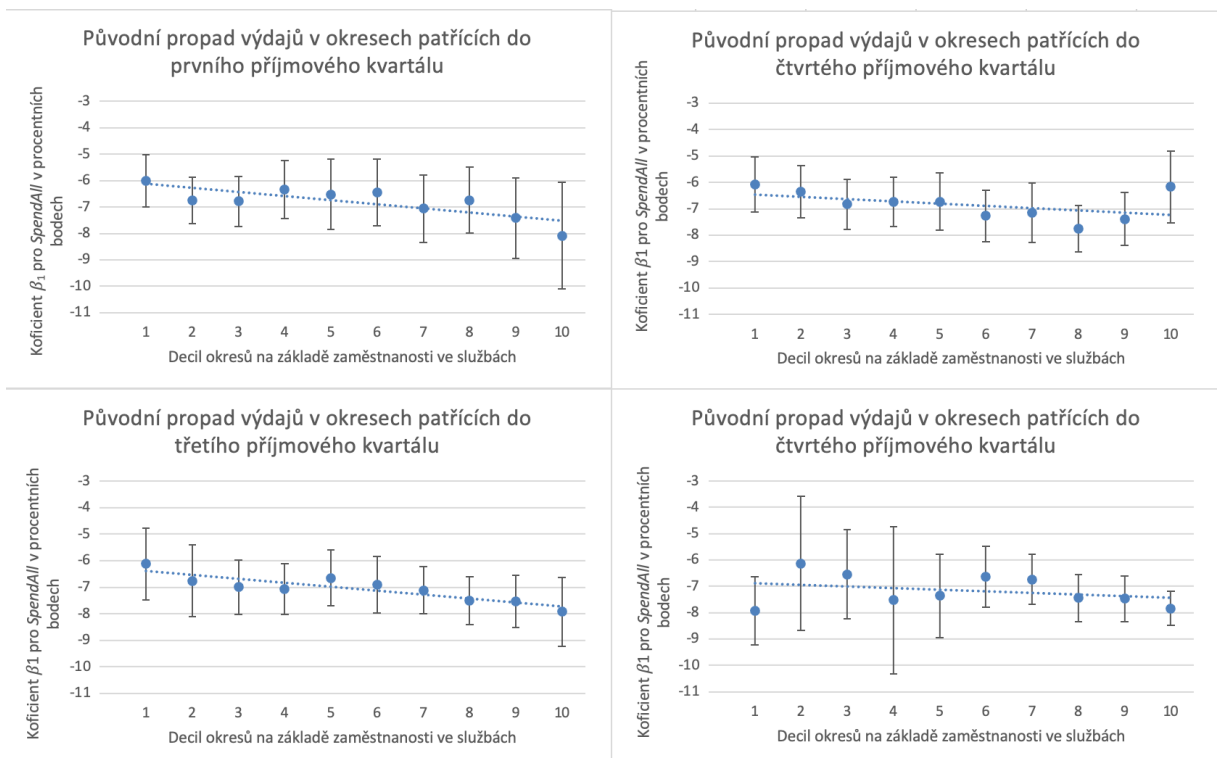 Původní propad výdajů v okresech patřících do
prvního příjmového kvartálu
Koficient β₁ pro SpendAll v procentních
bodech
-3
-4
-5
-6
-7
-8
-9
-10
-11
1 2 3 4 5 6 7 8 9 10
Decil okresů na základě zaměstnanosti ve službách
Původní propad výdajů v okresech patřících do
čtvrtého příjmového kvartálu
Koficient β1 pro SpendAll v procentních
bodech
-3
-4
-5
-6
-7
-8
-9
-10
-11
1 2 3 4 5 6 7 8 9 10
Decil okresů na základě zaměstnanosti ve službách
Původní propad výdajů v okresech patřících do
třetího příjmového kvartálu
Koficient β1 pro SpendAll v procentních
bodech
-3
-4
-5
-6
-7
-8
-9
-10
-11
1 2 3 4 5 6 7 8 9 10
Decil okresů na základě zaměstnanosti ve službách
Původní propad výdajů v okresech patřících do
čtvrtého příjmového kvartálu
Koficient β1 pro SpendAll v procentních
bodech
-3
-4
-5
-6
-7
-8
-9
-10
-11
1 2 3 4 5 6 7 8 9 10
Decil okresů na základě zaměstnanosti ve službách